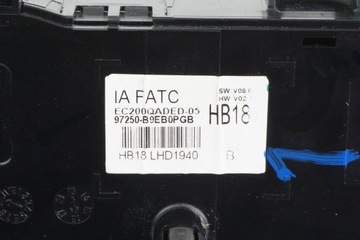 IA FATC
SW V08.
HW V02
EC200QADED-05
97250-B9EB0PGB
HB18
HB18 LHD1940
B